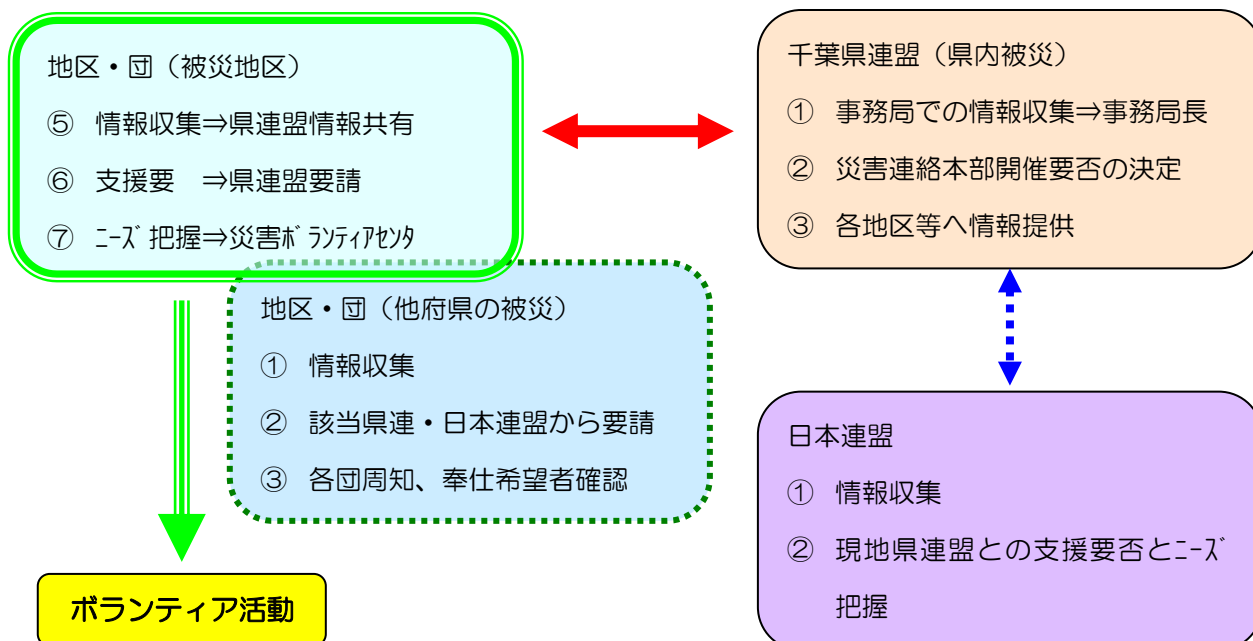 地区・団（被災地区）
⑤ 情報収集⇒県連盟情報共有
⑥ 支援要　⇒県連盟要請
⑦ ﾆｰｽﾞ把握⇒災害ﾎﾞﾗﾝﾃｨｱｾﾝﾀ
千葉県連盟（県内被災）
① 事務局での情報収集⇒事務局長
② 災害連絡本部開催要否の決定
③ 各地区等へ情報提供
地区・団（他府県の被災）
① 情報収集
② 該当県連・日本連盟から要請
③ 各団周知、奉仕希望者確認
日本連盟
① 情報収集
② 現地県連盟との支援要否とﾆｰｽﾞ
把握
ボランティア活動